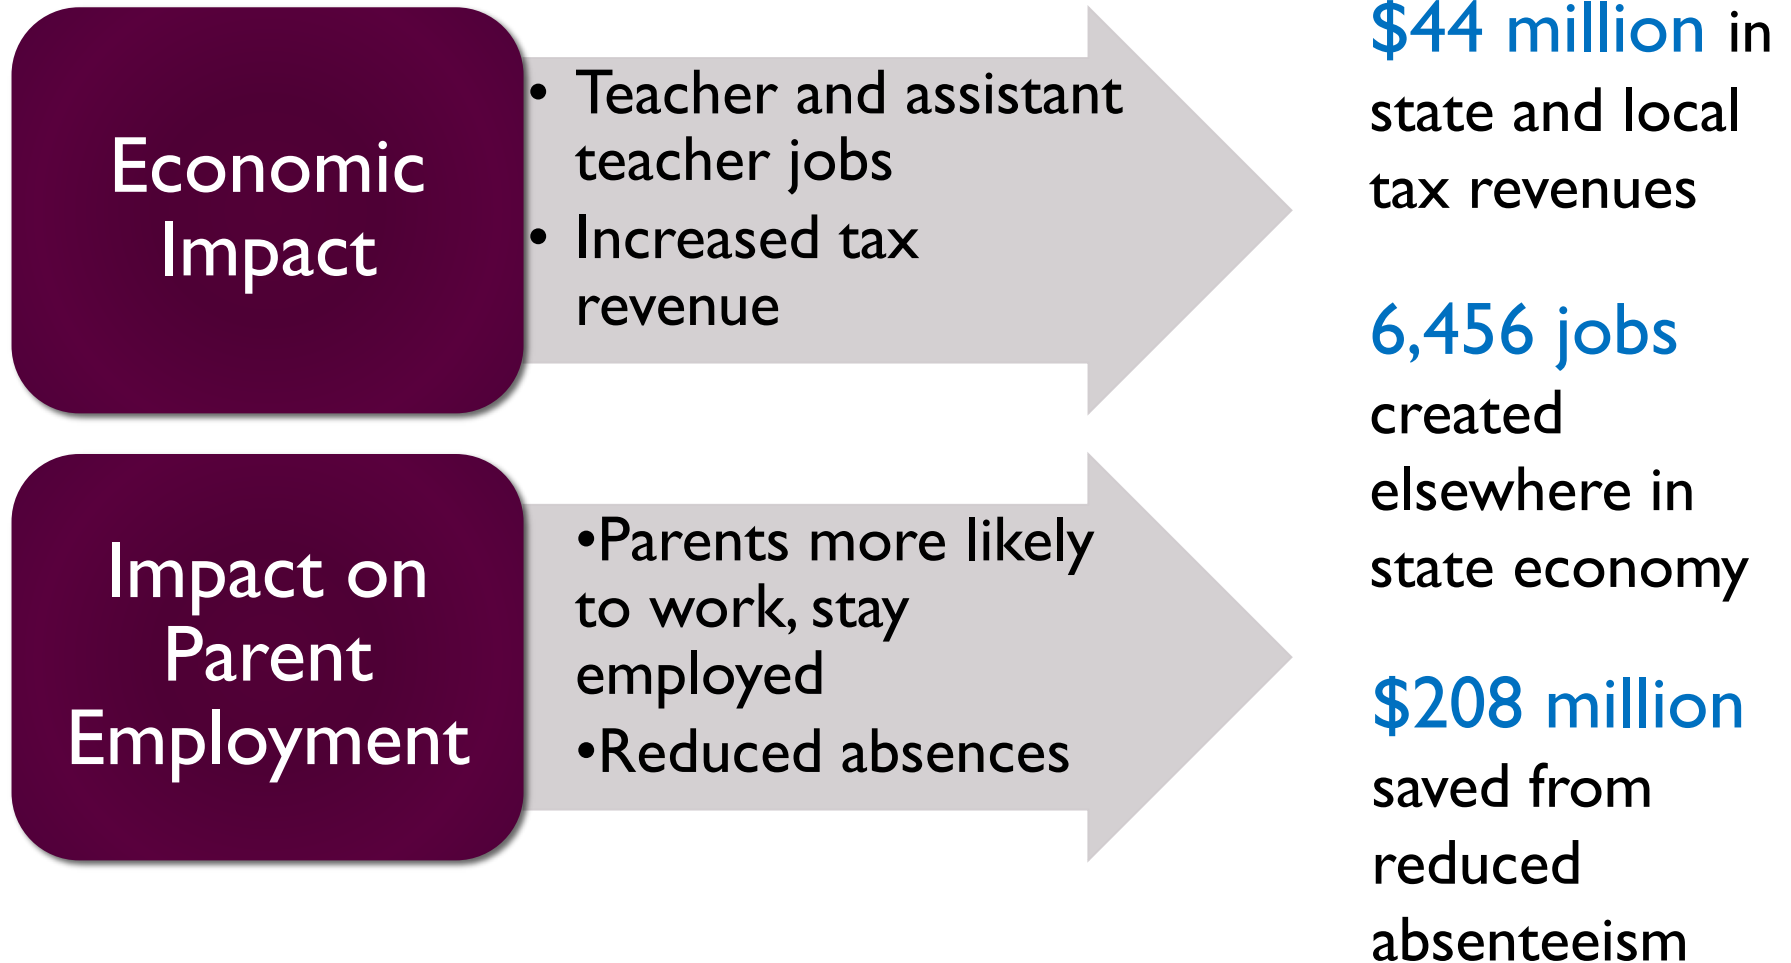 Economic
Impact
• Teacher and assistant
teacher jobs
• Increased tax
revenue
Impact on
Parent
Employment
•Parents more likely
to work, stay
employed
•Reduced absences
$44 million in
state and local
tax revenues
6,456 jobs
created
elsewhere in
state economy
$208 million
saved from
reduced
absenteeism